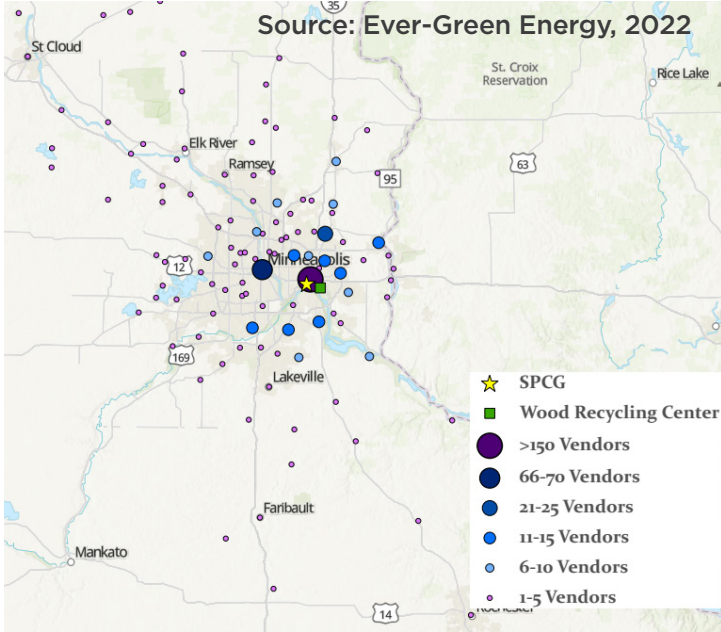 35
Source: Ever-Green Energy, 2022
St Cloud
St. Croix
Reservation
Rice Lake
Elk River
Ramsey
63
95
12
Minneapolis
169
Lakeville
SPCG
Wood Recycling Center
>150 Vendors
66-70 Vendors
21-25 Vendors
11-15 Vendors
6-10 Vendors
1-5 Vendors
Faribault
Mankato
14
Rochester